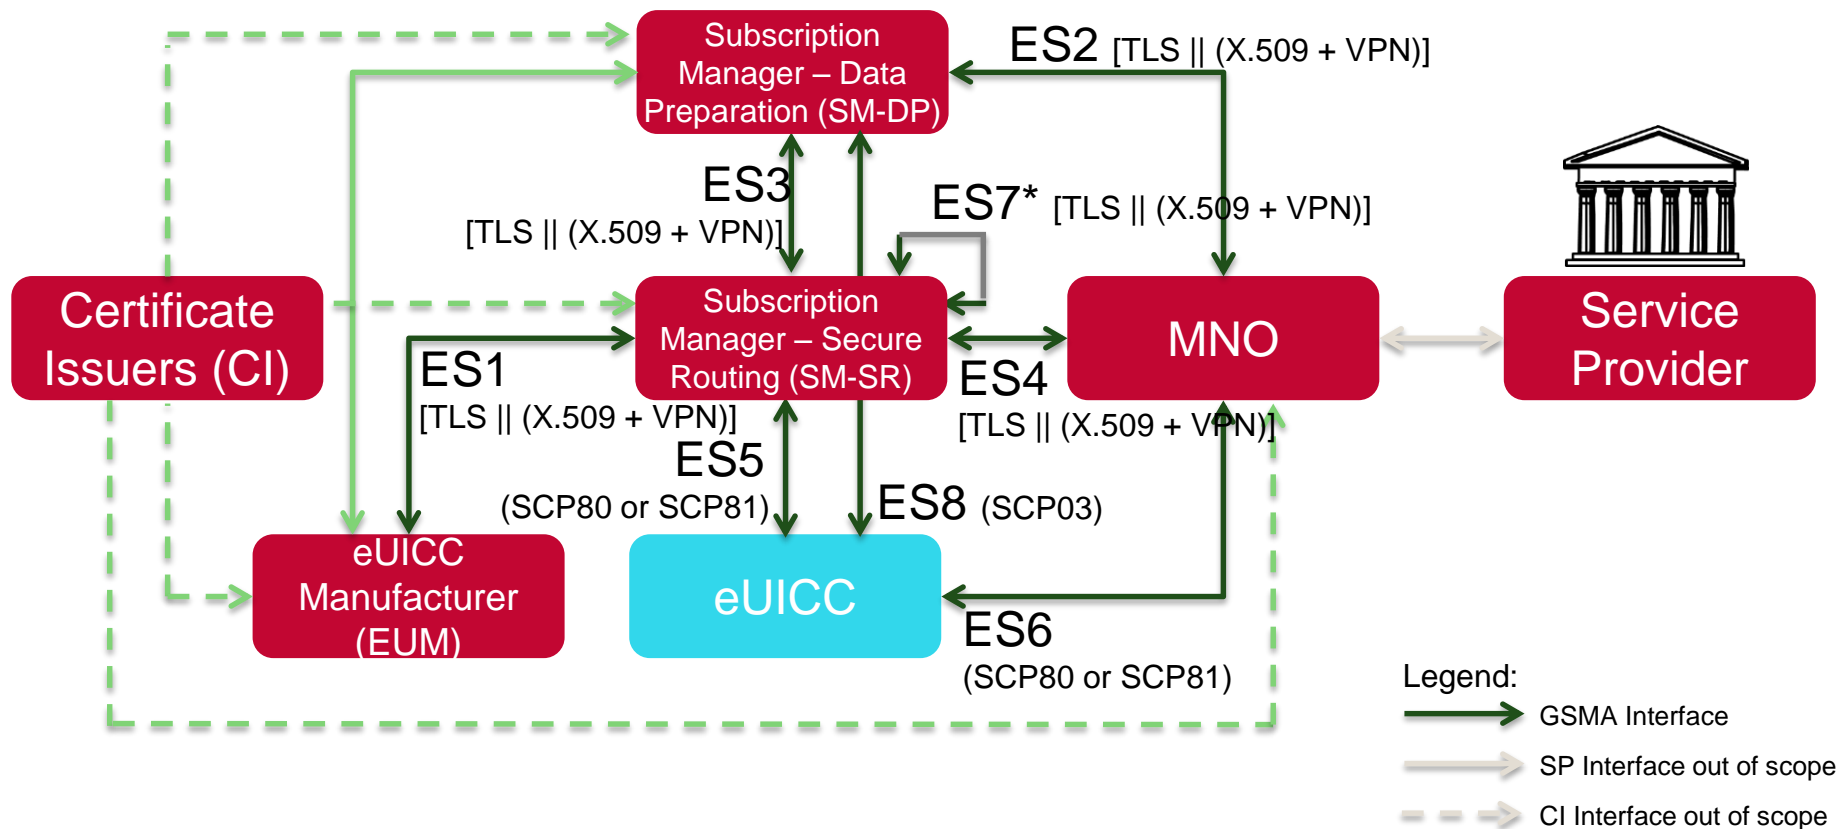 Subscription
Manager – Data
Preparation (SM-DP)
ES2 [TLS || (X.509 + VPN)]
ES3
[TLS || (X.509 + VPN)]
ES7* [TLS || (X.509 + VPN)]
Certificate
Issuers (CI)
Subscription
Manager – Secure
Routing (SM-SR)
MNO
Service
Provider
ES1
[TLS || (X.509 + VPN)]
ES4
[TLS || (X.509 + VPN)]
ES5
(SCP80 or SCP81)
ES8 (SCP03)
eUICC
Manufacturer
(EUM)
eUICC
ES6
(SCP80 or SCP81)
Legend:
GSMA Interface
SP Interface out of scope
CI Interface out of scope